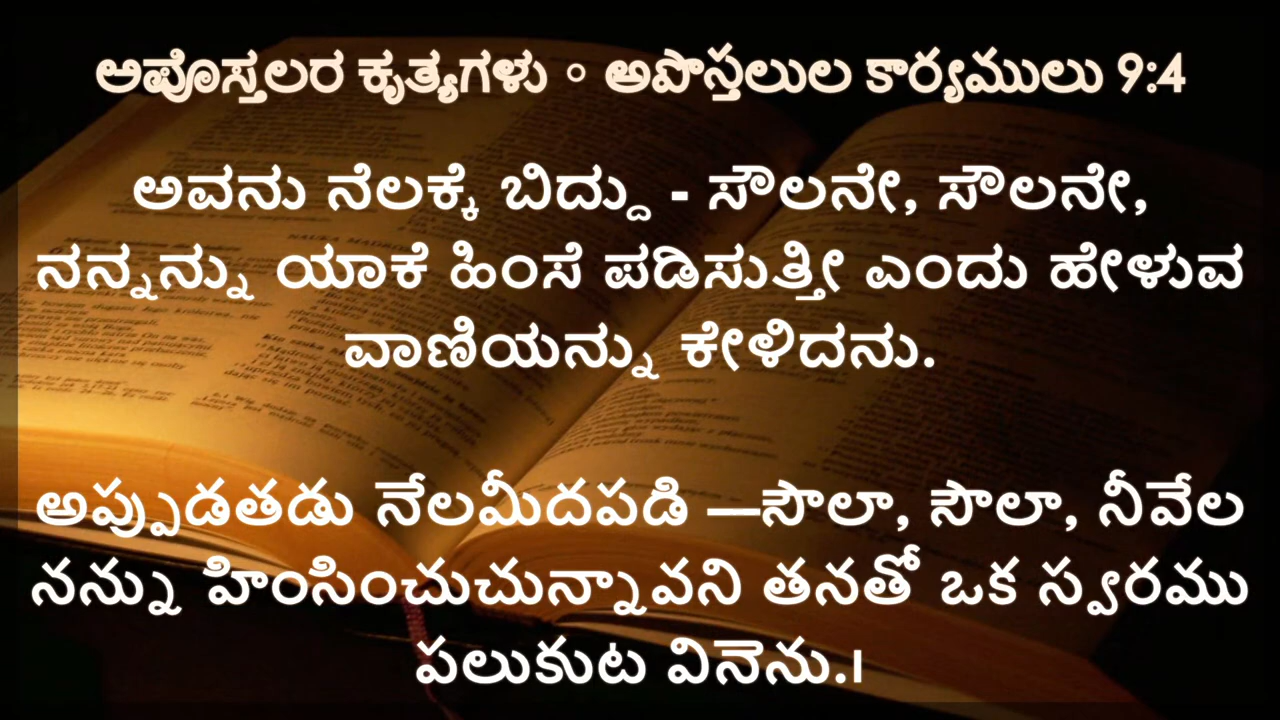 ಅಪೊಸ್ತಲರ ಕೃತ್ಯಗಳು ◦ అపొస్తలుల కార్యములు 9:4
ಅವನು ನೆಲಕ್ಕೆ ಬಿದ್ದು - ಸೌಲನೇ, ಸೌಲನೇ,
ನನ್ನನ್ನು ಯಾಕೆ ಹಿಂಸೆ ಪಡಿಸುತ್ತೀ ಎಂದು ಹೇಳುವ
ವಾಣಿಯನ್ನು ಕೇಳಿದನು.
అప్పుడతడు నేలమీదపడి —సౌలా, సౌలా, నీవేల
నన్ను హింసించుచున్నావని తనతో ఒక స్వరము
పలుకుట వినెను.।